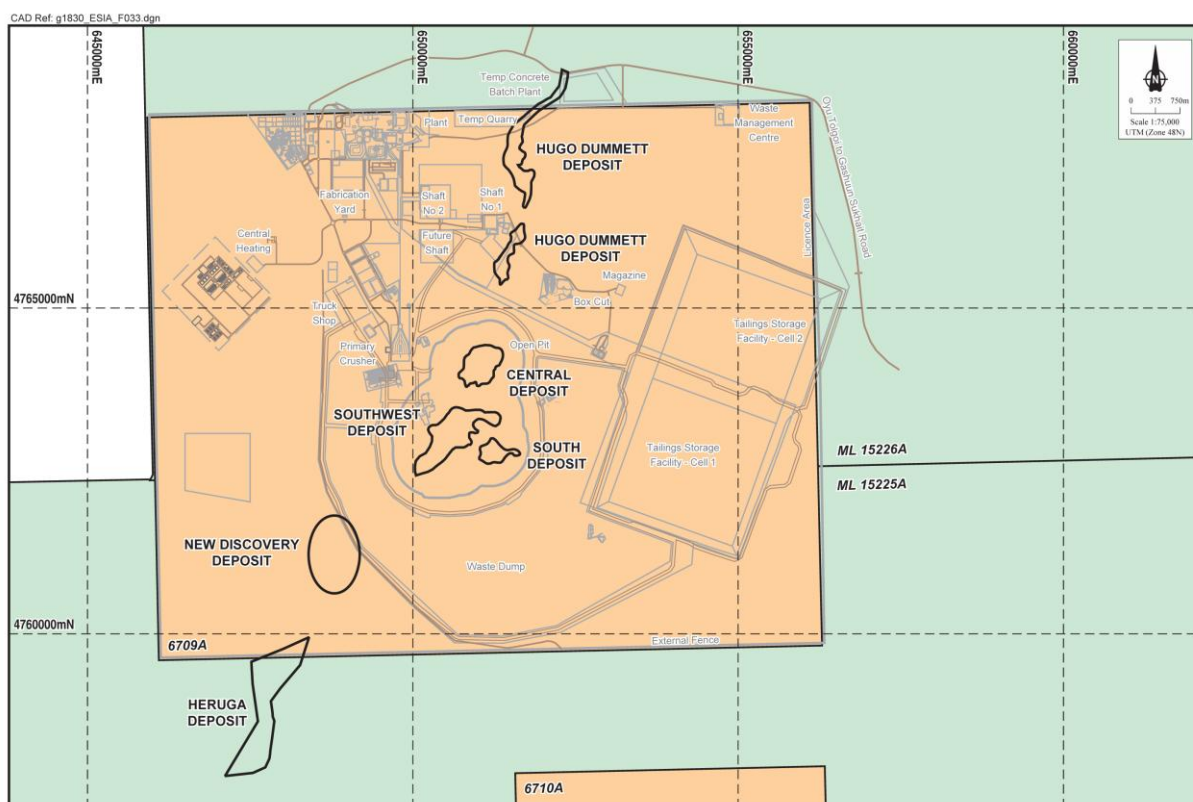 CAD Ref: g1830_ESIA_F033.dgn
645000mE
650000mE
655000mE
660000mE
N
0 375 750m
Scale 1:75,000
UTM (Zone 48N)
Temp Concrete
Batch Plant
Plant
Temp Quarry
Waste
Management
Centre
Oyu Tolgoi to Gashuun Sukhait Road
HUGO DUMMETT
DEPOSIT
Fabrication
Yard
Shaft
No 2
Shaft
No 1
Licence Area
Central
Heating
Future
Shaft
HUGO DUMMETT
DEPOSIT
Magazine
Box Cut
4765000mN
Truck
Shop
Tailings Storage
Facility - Cell 2
Primary
Crusher
Open Pit
CENTRAL
DEPOSIT
SOUTHWEST
DEPOSIT
SOUTH
DEPOSIT
Tailings Storage
Facility - Cell 1
ML 15226A
ML 15225A
NEW DISCOVERY
DEPOSIT
Waste Dump
4760000mN
6709A
External Fence
HERUGA
DEPOSIT
6710A